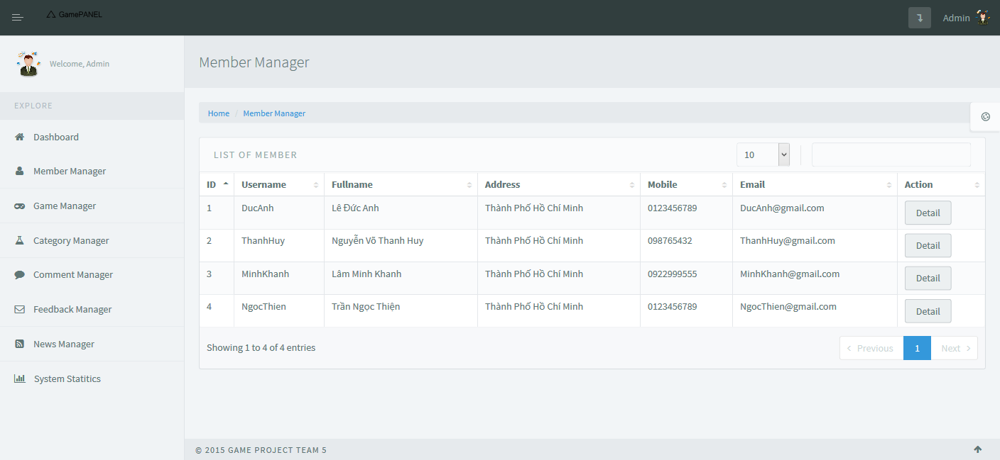 GamePANEL
Admin
Welcome, Admin
EXPLORE
Dashboard
Member Manager
Game Manager
Category Manager
Comment Manager
Feedback Manager
News Manager
System Statitics
Member Manager
Home / Member Manager
LIST OF MEMBER 10
ID Username Fullname Address Mobile Email Action
1 DucAnh Lê Đức Anh Thành Phố Hồ Chí Minh 0123456789 DucAnh@gmail.com Detail
2 ThanhHuy Nguyễn Võ Thanh Huy Thành Phố Hồ Chí Minh 098765432 ThanhHuy@gmail.com Detail
3 MinhKhanh Lâm Minh Khanh Thành Phố Hồ Chí Minh 0922999555 MinhKhanh@gmail.com Detail
4 NgocThien Trần Ngọc Thiện Thành Phố Hồ Chí Minh 0123456789 NgocThien@gmail.com Detail
Showing 1 to 4 of 4 entries Previous 1 Next
© 2015 GAME PROJECT TEAM 5